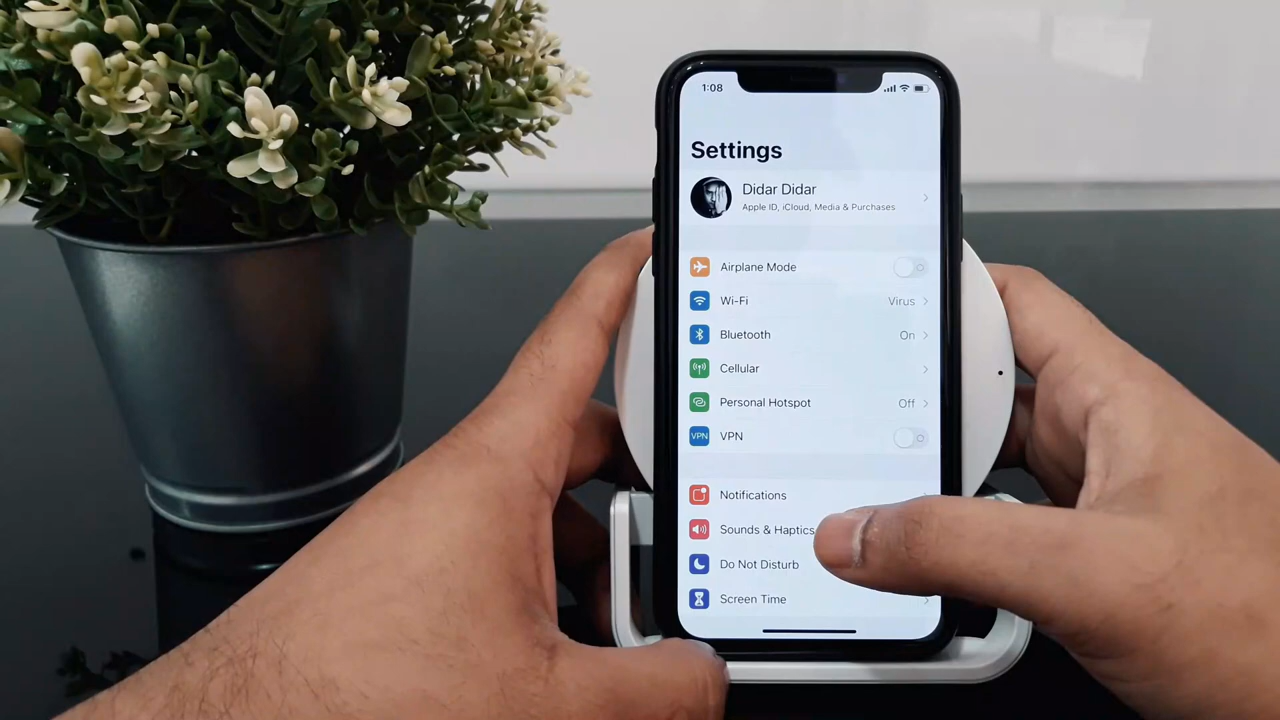 1:08
Settings
Didar Didar
Apple ID, iCloud, Media & Purchases
Airplane Mode
Wi-Fi Virus
Bluetooth On
Cellular
Personal Hotspot Off
VPN VPN
Notifications
Sounds & Haptics
Do Not Disturb
Screen Time